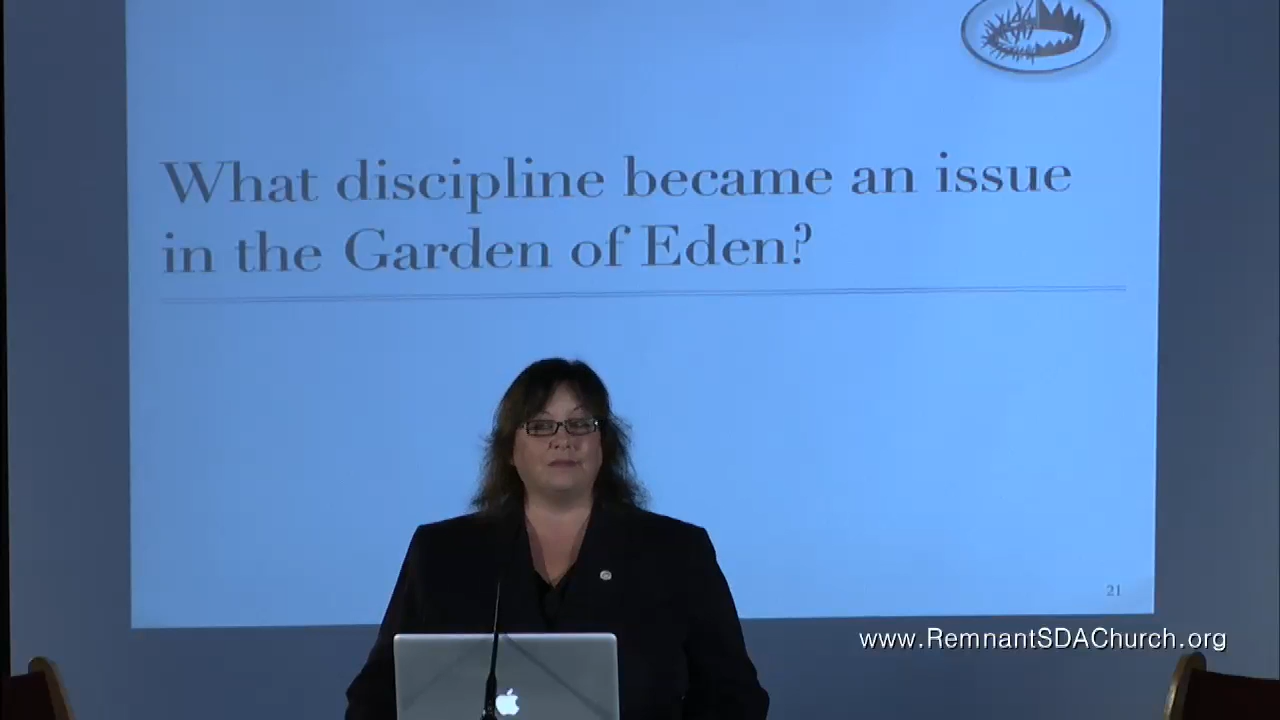 What discipline became an issue
in the Garden of Eden?
21
www.RemnantSDAChurch.org